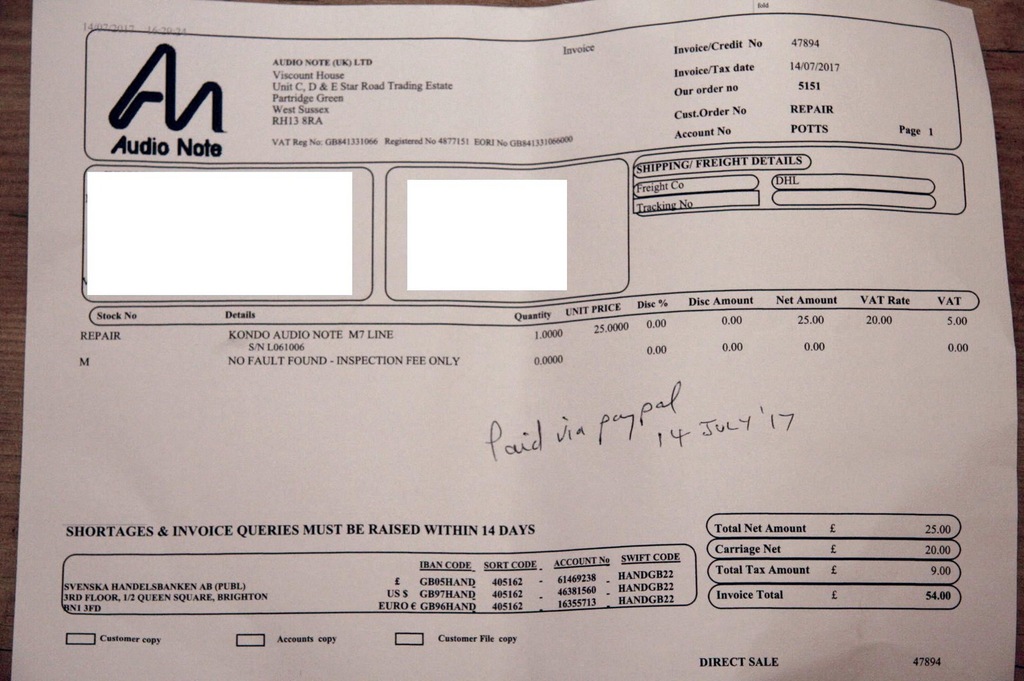 fold
14/07/2017 16:20:24
Audio Note
AUDIO NOTE (UK) LTD
Viscount House
Unit C, D & E Star Road Trading Estate
Partridge Green
West Sussex
RH13 8RA
VAT Reg No: GB841331066 Registered No 4877151 EORI No GB841331066000
Invoice
Invoice/Credit No 47894
Invoice/Tax date 14/07/2017
Our order no 5151
Cust.Order No REPAIR
Account No POTTS Page 1
SHIPPING/ FREIGHT DETAILS
Freight Co DHL
Tracking No
Stock No Details Quantity UNIT PRICE Disc % Disc Amount Net Amount VAT Rate VAT
REPAIR KONDO AUDIO NOTE M7 LINE 1.0000 25.0000 0.00 0.00 25.00 20.00 5.00
S/N L061006
M NO FAULT FOUND - INSPECTION FEE ONLY 0.0000 0.00 0.00 0.00 0.00
Paid via paypal
14 JULY '17
SHORTAGES & INVOICE QUERIES MUST BE RAISED WITHIN 14 DAYS
IBAN CODE SORT CODE ACCOUNT No SWIFT CODE
SVENSKA HANDELSBANKEN AB (PUBL) £ GB05HAND 405162 - 61469238 - HANDGB22
3RD FLOOR, 1/2 QUEEN SQUARE, BRIGHTON US $ GB97HAND 405162 - 46381560 - HANDGB22
BN1 3FD EURO € GB96HAND 405162 - 16355713 - HANDGB22
Total Net Amount £ 25.00
Carriage Net £ 20.00
Total Tax Amount £ 9.00
Invoice Total £ 54.00
Customer copy Accounts copy Customer File copy
DIRECT SALE 47894